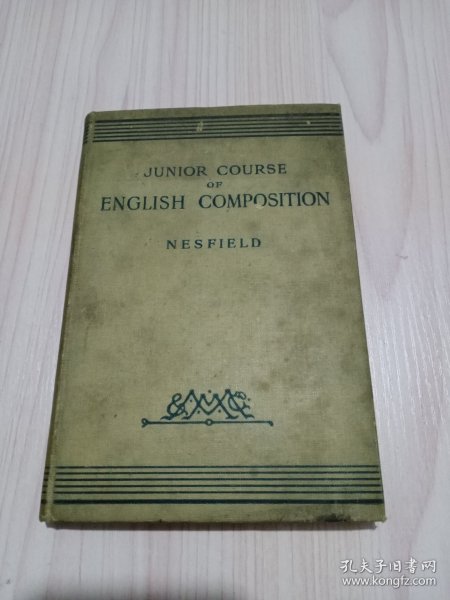 JUNIOR COURSE
OF
ENGLISH COMPOSITION
NESFIELD
孔夫子旧书网
www.kongfz.com